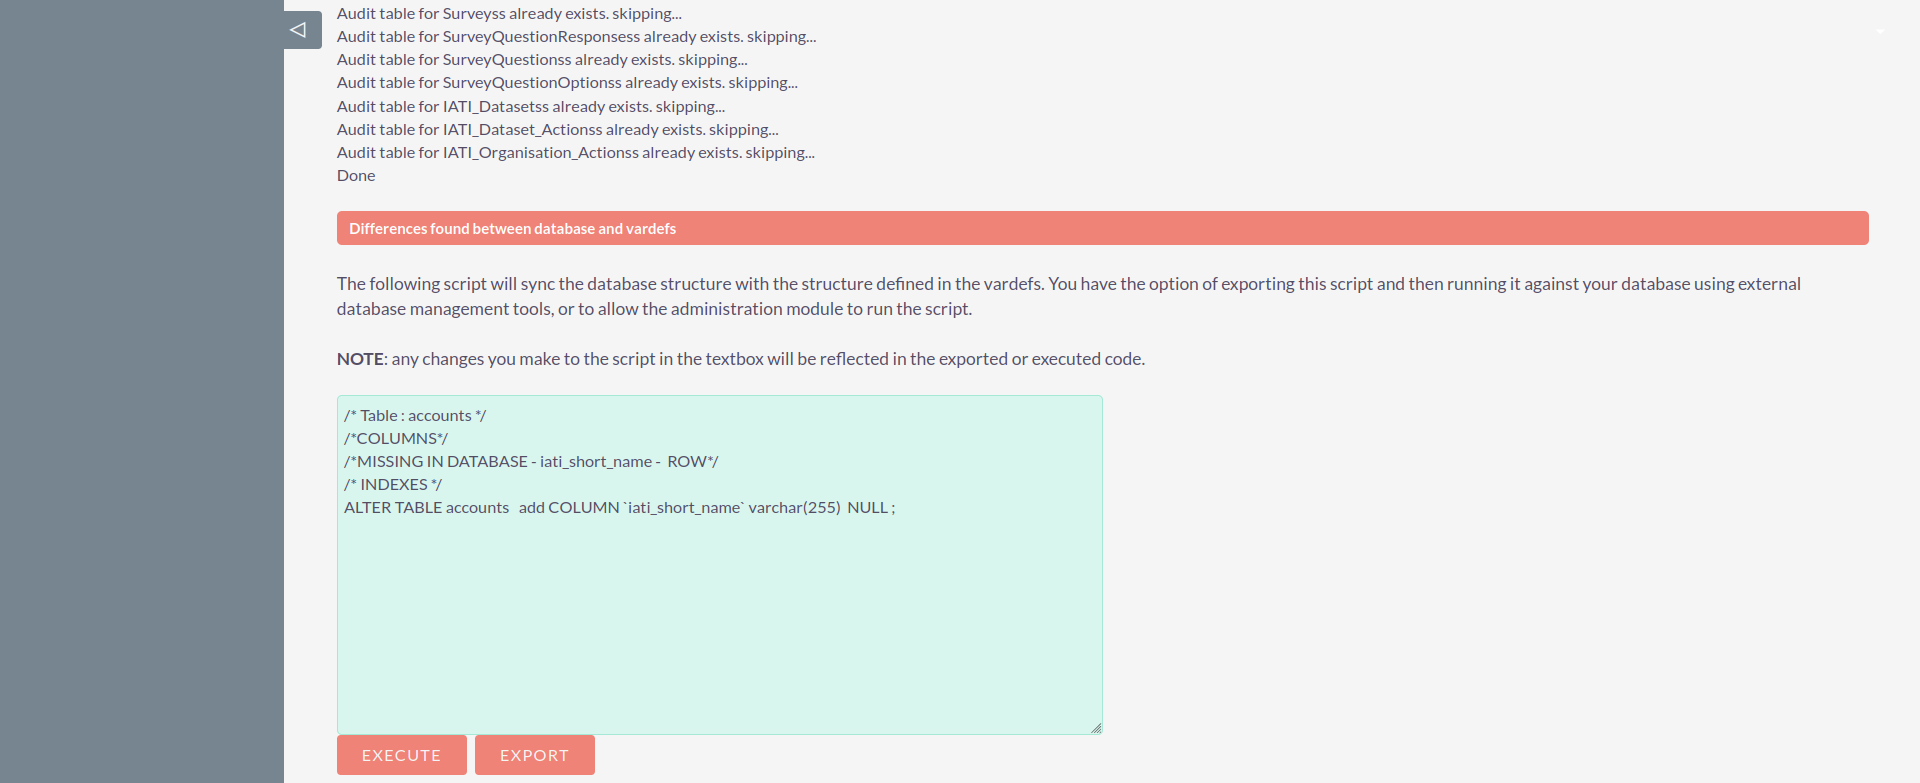 Audit table for Surveyss already exists. skipping...
Audit table for SurveyQuestionResponsess already exists. skipping...
Audit table for SurveyQuestionss already exists. skipping...
Audit table for SurveyQuestionOptionss already exists. skipping...
Audit table for IATI_Datasetss already exists. skipping...
Audit table for IATI_Dataset_Actionss already exists. skipping...
Audit table for IATI_Organisation_Actionss already exists. skipping...
Done
Differences found between database and vardefs
The following script will sync the database structure with the structure defined in the vardefs. You have the option of exporting this script and then running it against your database using external
database management tools, or to allow the administration module to run the script.
NOTE: any changes you make to the script in the textbox will be reflected in the exported or executed code.
/* Table : accounts */
/*COLUMNS*/
/*MISSING IN DATABASE - iati_short_name -  ROW*/
/* INDEXES */
ALTER TABLE accounts   add COLUMN `iati_short_name` varchar(255)  NULL ;
EXECUTE EXPORT